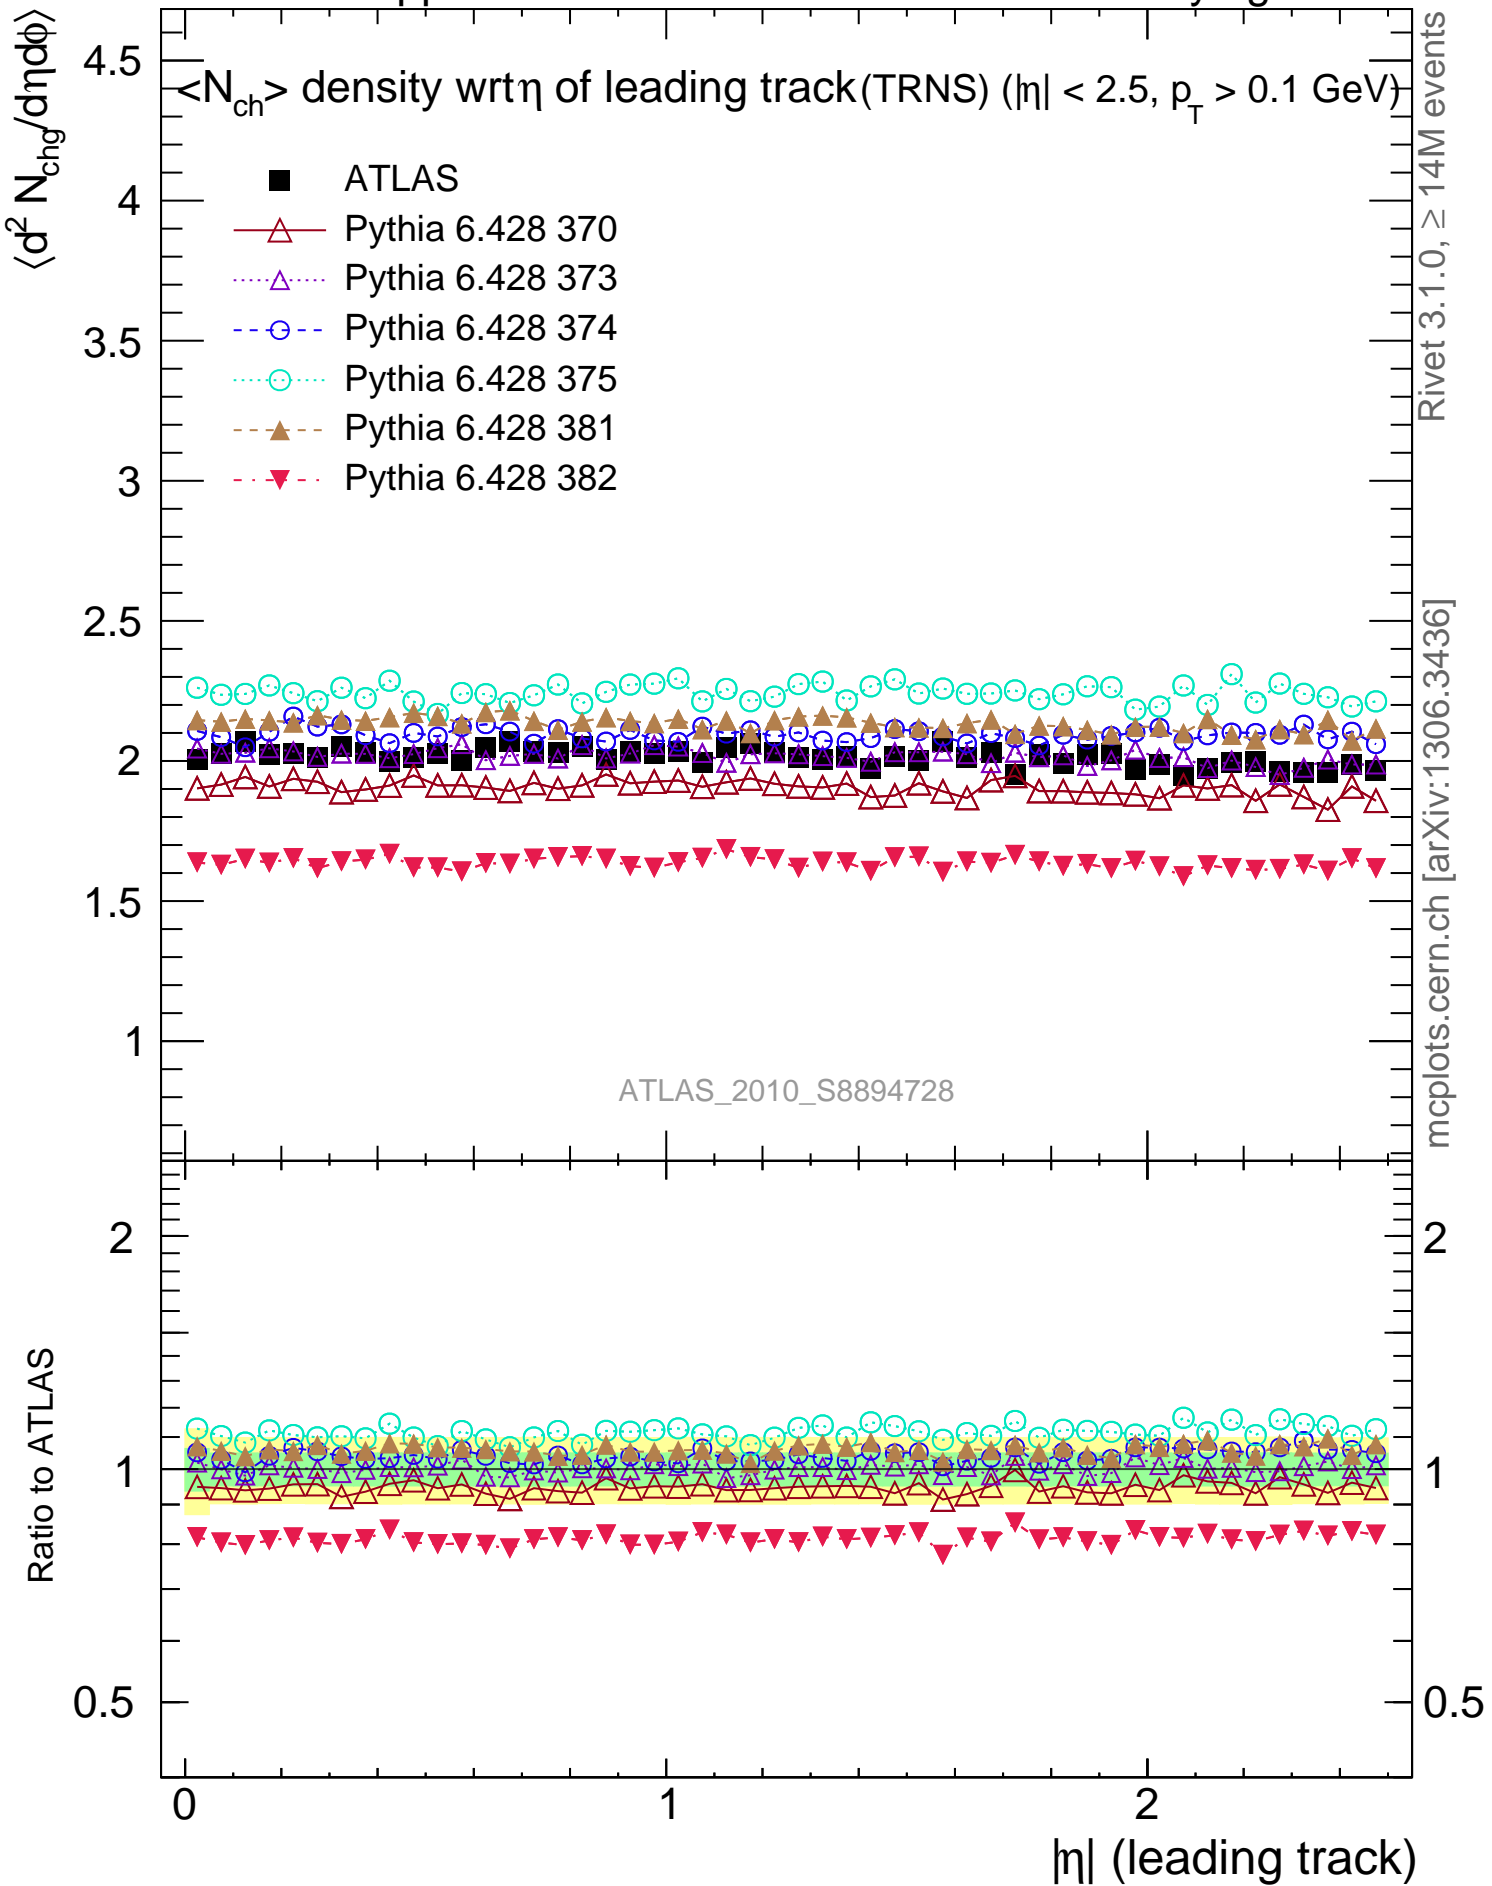 ⟨d² N_chg/dηdϕ⟩
<N_ch> density wrt η of leading track (TRNS) (|η| < 2.5, p_T > 0.1 GeV)
ATLAS
Pythia 6.428 370
Pythia 6.428 373
Pythia 6.428 374
Pythia 6.428 375
Pythia 6.428 381
Pythia 6.428 382
4.5
4
3.5
3
2.5
2
1.5
1
ATLAS_2010_S8894728
Rivet 3.1.0, ≥ 14M events
mcplots.cern.ch [arXiv:1306.3436]
Ratio to ATLAS
2
1
0.5
2
1
0.5
0
1
2
|η| (leading track)